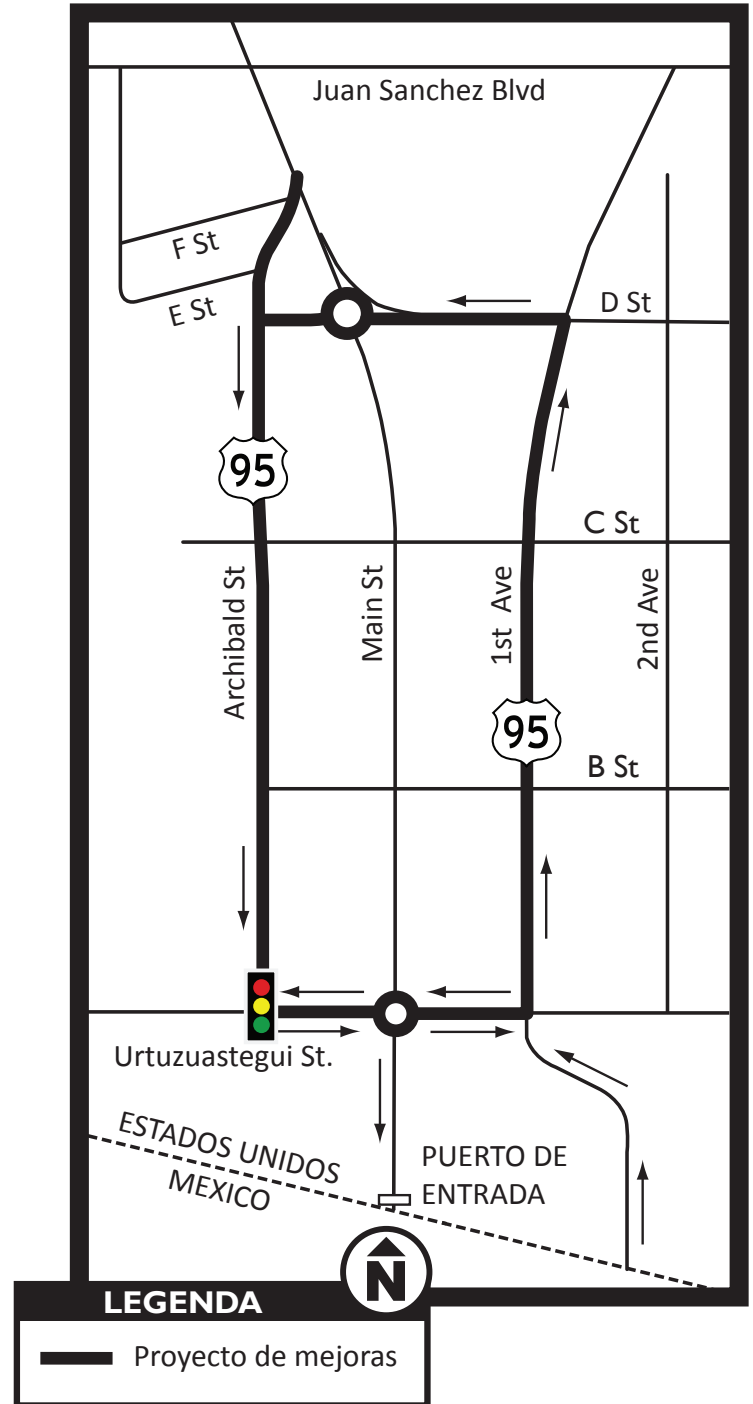 Juan Sanchez Blvd
F St
E St
D St
95
C St
Archibald St
Main St
1st Ave
2nd Ave
95
B St
Urtuzuastegui St.
ESTADOS UNIDOS
MEXICO
PUERTO DE
ENTRADA
N
LEGENDA
Proyecto de mejoras